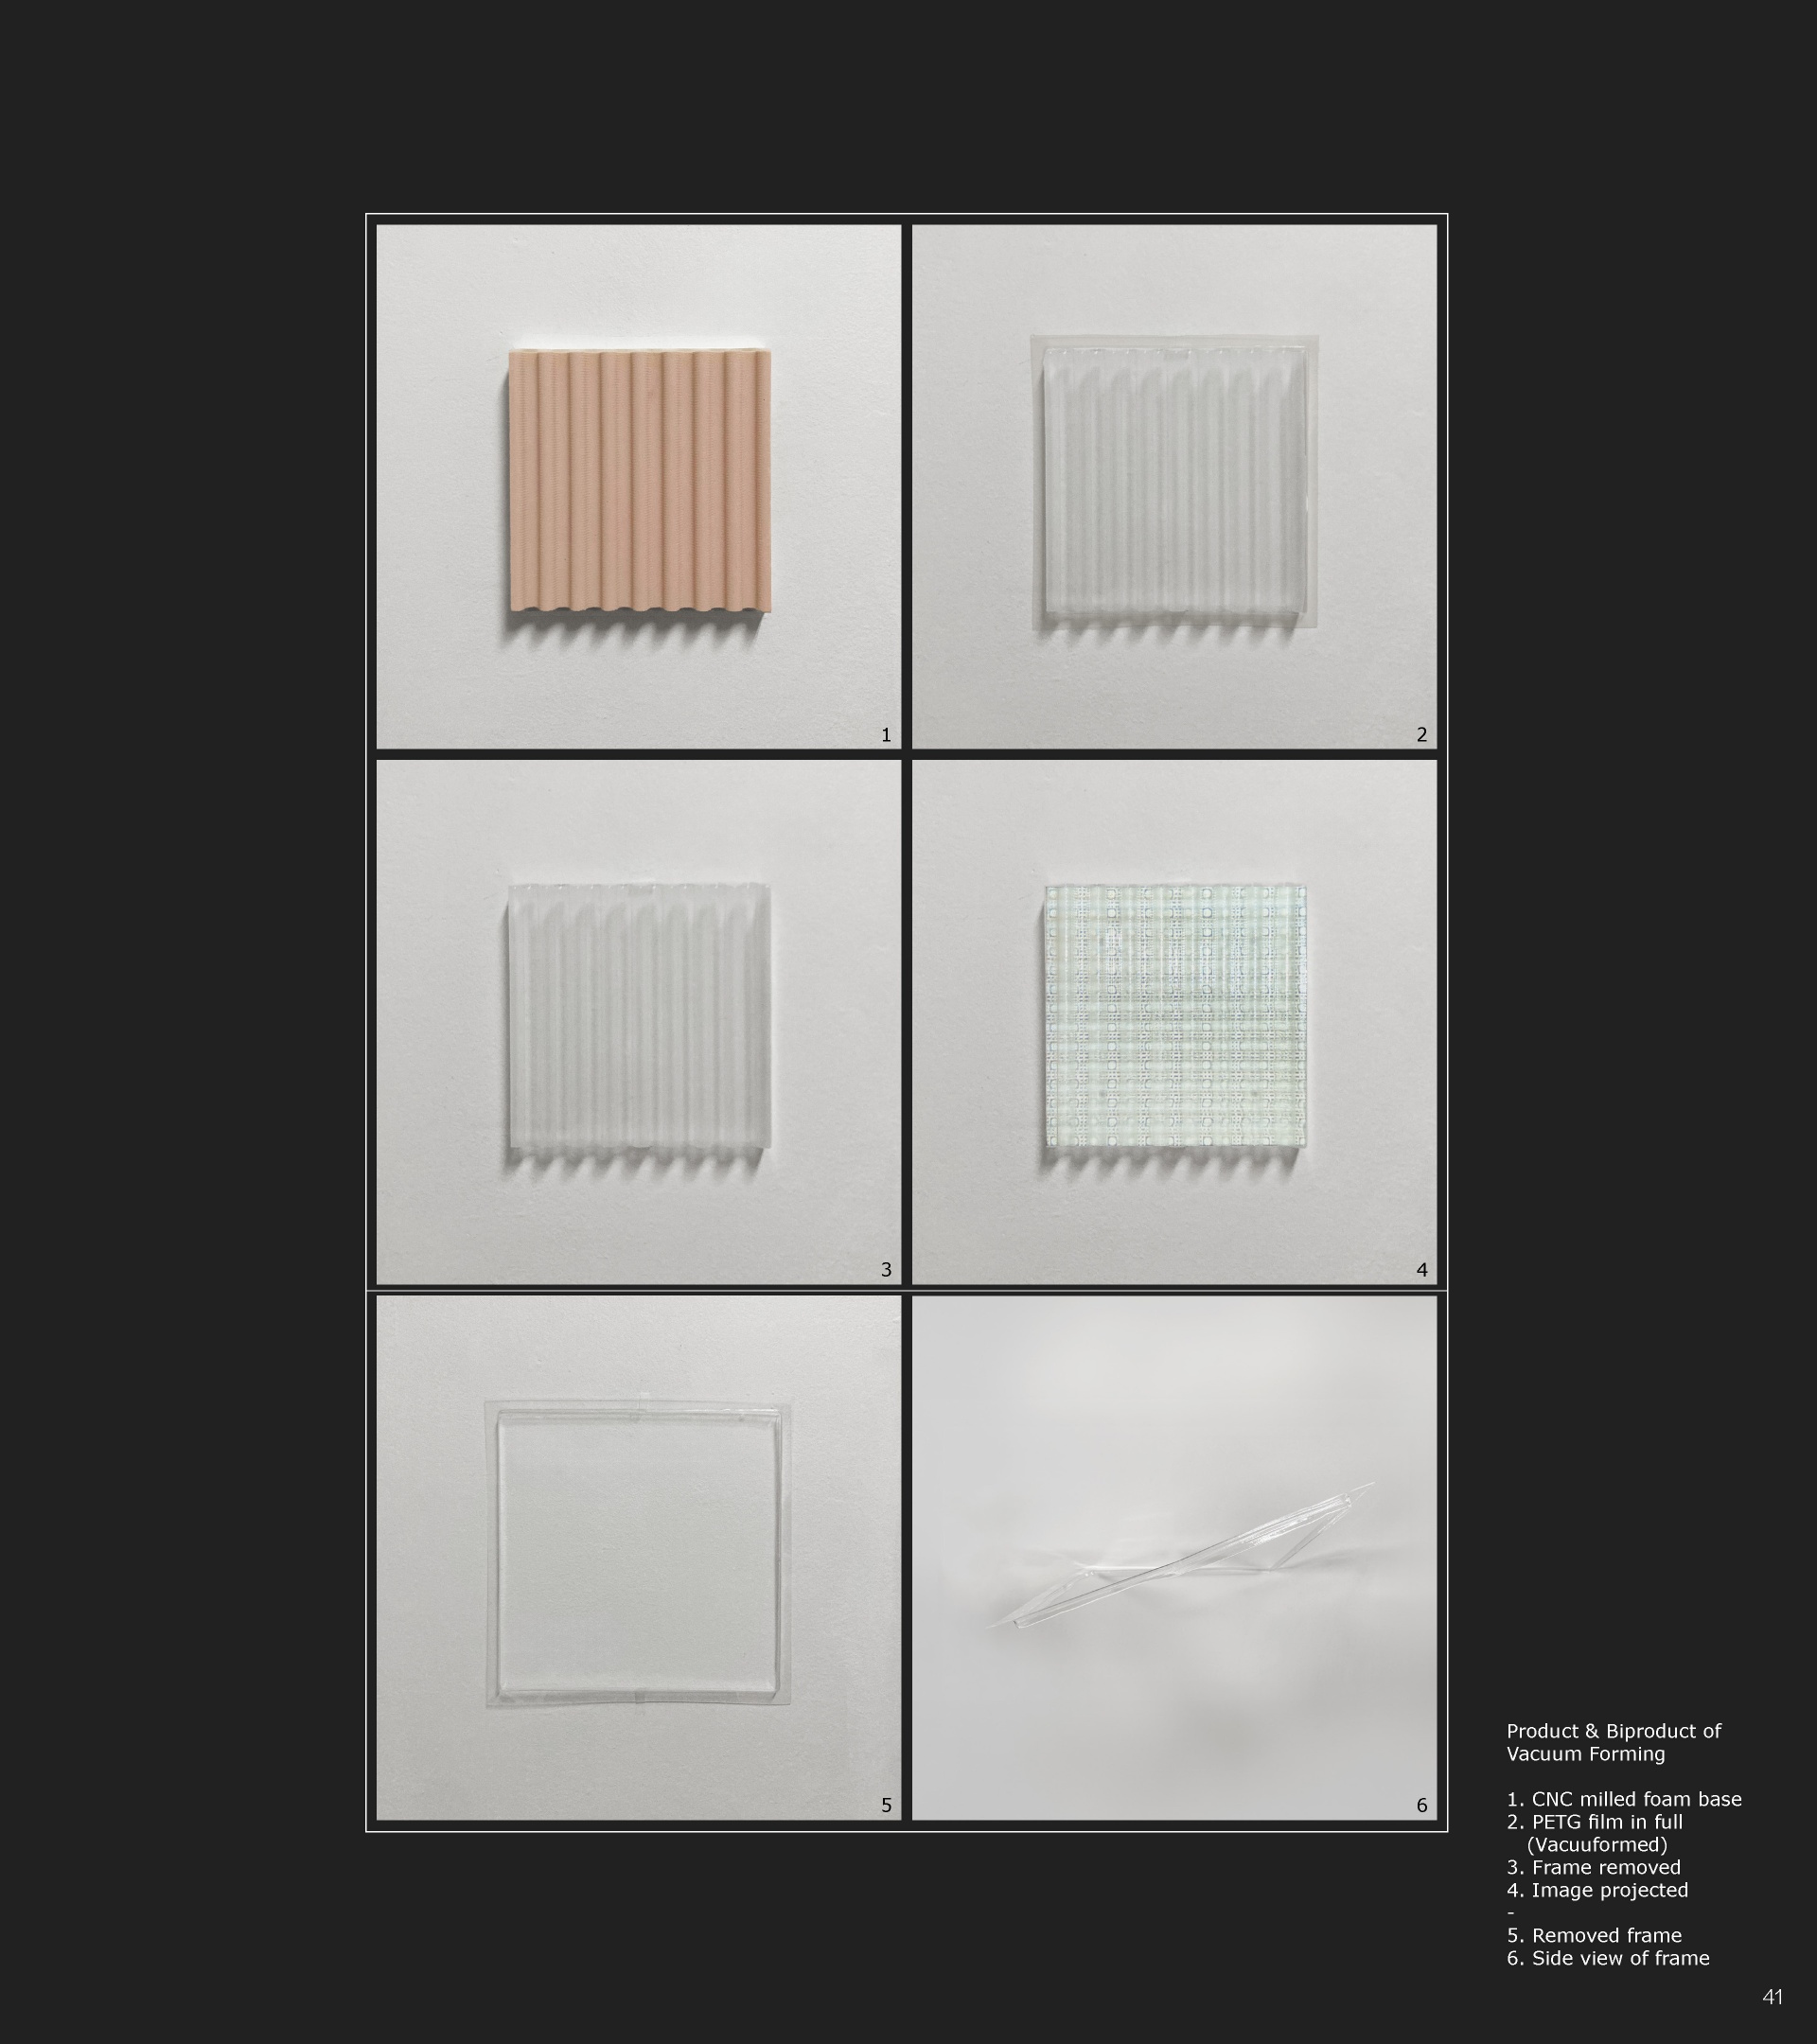 1
2
3
4
5
6
Product & Biproduct of
Vacuum Forming
1. CNC milled foam base
2. PETG film in full
(Vacuuformed)
3. Frame removed
4. Image projected
-
5. Removed frame
6. Side view of frame
41